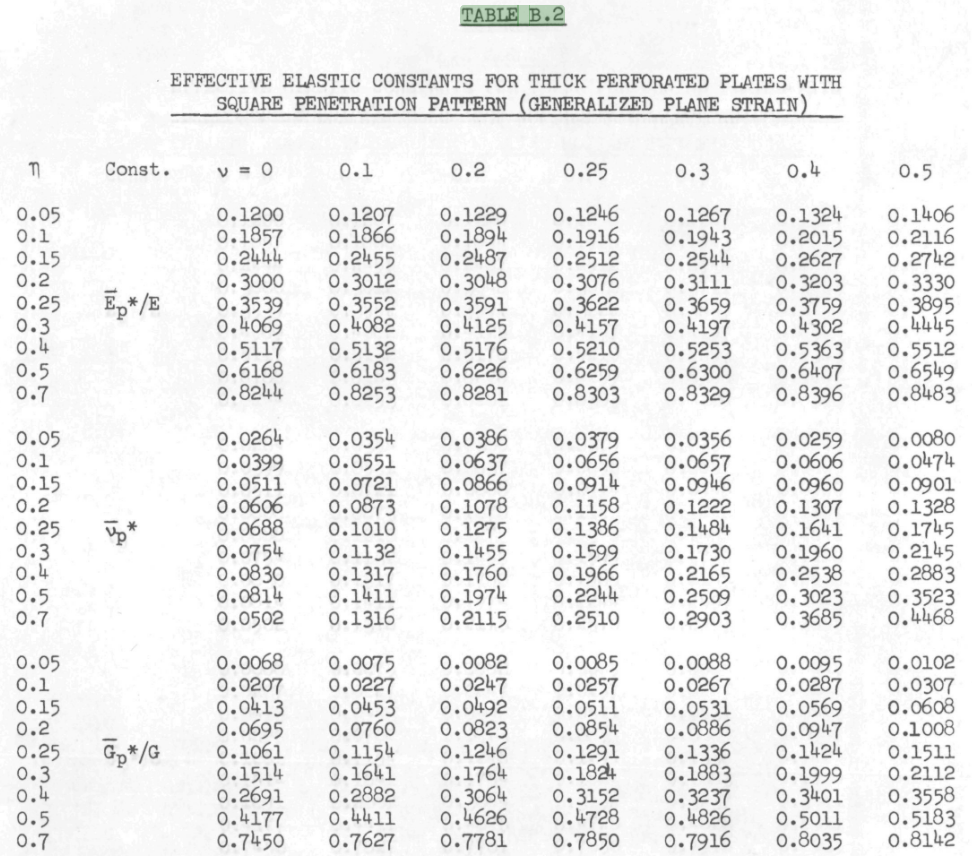 TABLE B.2
EFFECTIVE ELASTIC CONSTANTS FOR THICK PERFORATED PLATES WITH
SQUARE PENETRATION PATTERN (GENERALIZED PLANE STRAIN)
η Const. ν = 0 0.1 0.2 0.25 0.3 0.4 0.5
0.05 0.1200 0.1207 0.1229 0.1246 0.1267 0.1324 0.1406
0.1 0.1857 0.1866 0.1894 0.1916 0.1943 0.2015 0.2116
0.15 0.2444 0.2455 0.2487 0.2512 0.2544 0.2627 0.2742
0.2 0.3000 0.3012 0.3048 0.3076 0.3111 0.3203 0.3330
0.25 E̅p*/E 0.3539 0.3552 0.3591 0.3622 0.3659 0.3759 0.3895
0.3 0.4069 0.4082 0.4125 0.4157 0.4197 0.4302 0.4445
0.4 0.5117 0.5132 0.5176 0.5210 0.5253 0.5363 0.5512
0.5 0.6168 0.6183 0.6226 0.6259 0.6300 0.6407 0.6549
0.7 0.8244 0.8253 0.8281 0.8303 0.8329 0.8396 0.8483
0.05 0.0264 0.0354 0.0386 0.0379 0.0356 0.0259 0.0080
0.1 0.0399 0.0551 0.0637 0.0656 0.0657 0.0606 0.0474
0.15 0.0511 0.0721 0.0866 0.0914 0.0946 0.0960 0.0901
0.2 0.0606 0.0873 0.1078 0.1158 0.1222 0.1307 0.1328
0.25 ν̅p* 0.0688 0.1010 0.1275 0.1386 0.1484 0.1641 0.1745
0.3 0.0754 0.1132 0.1455 0.1599 0.1730 0.1960 0.2145
0.4 0.0830 0.1317 0.1760 0.1966 0.2165 0.2538 0.2883
0.5 0.0814 0.1411 0.1974 0.2244 0.2509 0.3023 0.3523
0.7 0.0502 0.1316 0.2115 0.2510 0.2903 0.3685 0.4468
0.05 0.0068 0.0075 0.0082 0.0085 0.0088 0.0095 0.0102
0.1 0.0207 0.0227 0.0247 0.0257 0.0267 0.0287 0.0307
0.15 0.0413 0.0453 0.0492 0.0511 0.0531 0.0569 0.0608
0.2 0.0695 0.0760 0.0823 0.0854 0.0886 0.0947 0.1008
0.25 G̅p*/G 0.1061 0.1154 0.1246 0.1291 0.1336 0.1424 0.1511
0.3 0.1514 0.1641 0.1764 0.1824 0.1883 0.1999 0.2112
0.4 0.2691 0.2882 0.3064 0.3152 0.3237 0.3401 0.3558
0.5 0.4177 0.4411 0.4626 0.4728 0.4826 0.5011 0.5183
0.7 0.7450 0.7627 0.7781 0.7850 0.7916 0.8035 0.8142